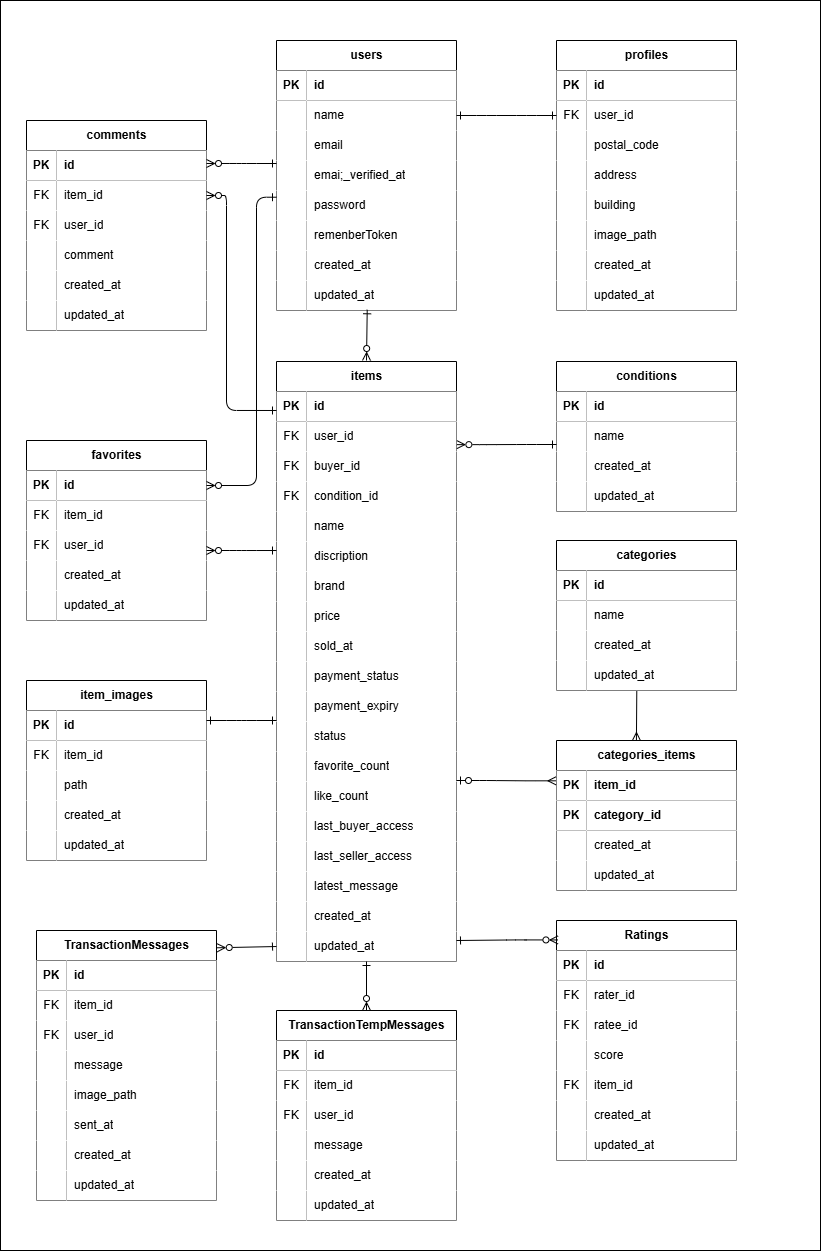 users
PK id
name
email
emai;_verified_at
password
remenberToken
created_at
updated_at
profiles
PK id
FK user_id
postal_code
address
building
image_path
created_at
updated_at
comments
PK id
FK item_id
FK user_id
comment
created_at
updated_at
items
PK id
FK user_id
FK buyer_id
FK condition_id
name
discription
brand
price
sold_at
payment_status
payment_expiry
status
favorite_count
like_count
last_buyer_access
last_seller_access
latest_message
created_at
updated_at
conditions
PK id
name
created_at
updated_at
favorites
PK id
FK item_id
FK user_id
created_at
updated_at
categories
PK id
name
created_at
updated_at
item_images
PK id
FK item_id
path
created_at
updated_at
categories_items
PK item_id
PK category_id
created_at
updated_at
TransactionMessages
PK id
FK item_id
FK user_id
message
image_path
sent_at
created_at
updated_at
TransactionTempMessages
PK id
FK item_id
FK user_id
message
created_at
updated_at
Ratings
PK id
FK rater_id
FK ratee_id
score
FK item_id
created_at
updated_at